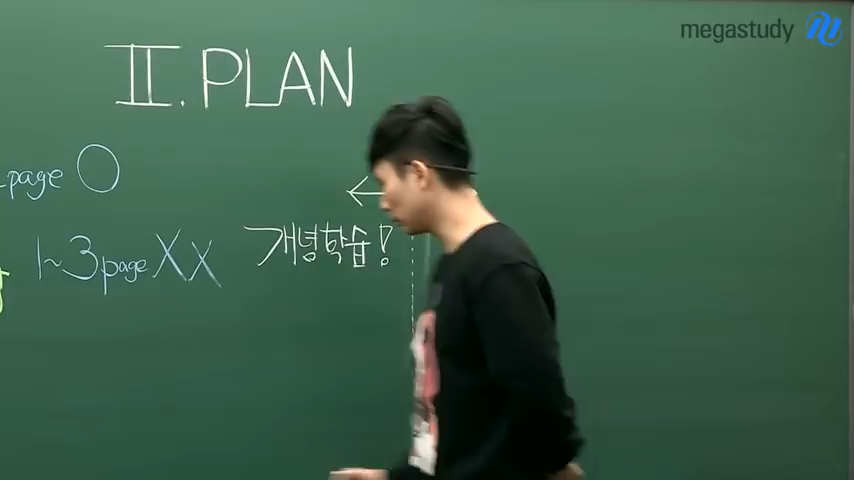 megastudy
II. PLAN
page O
←
1~3page X X 개념학습!